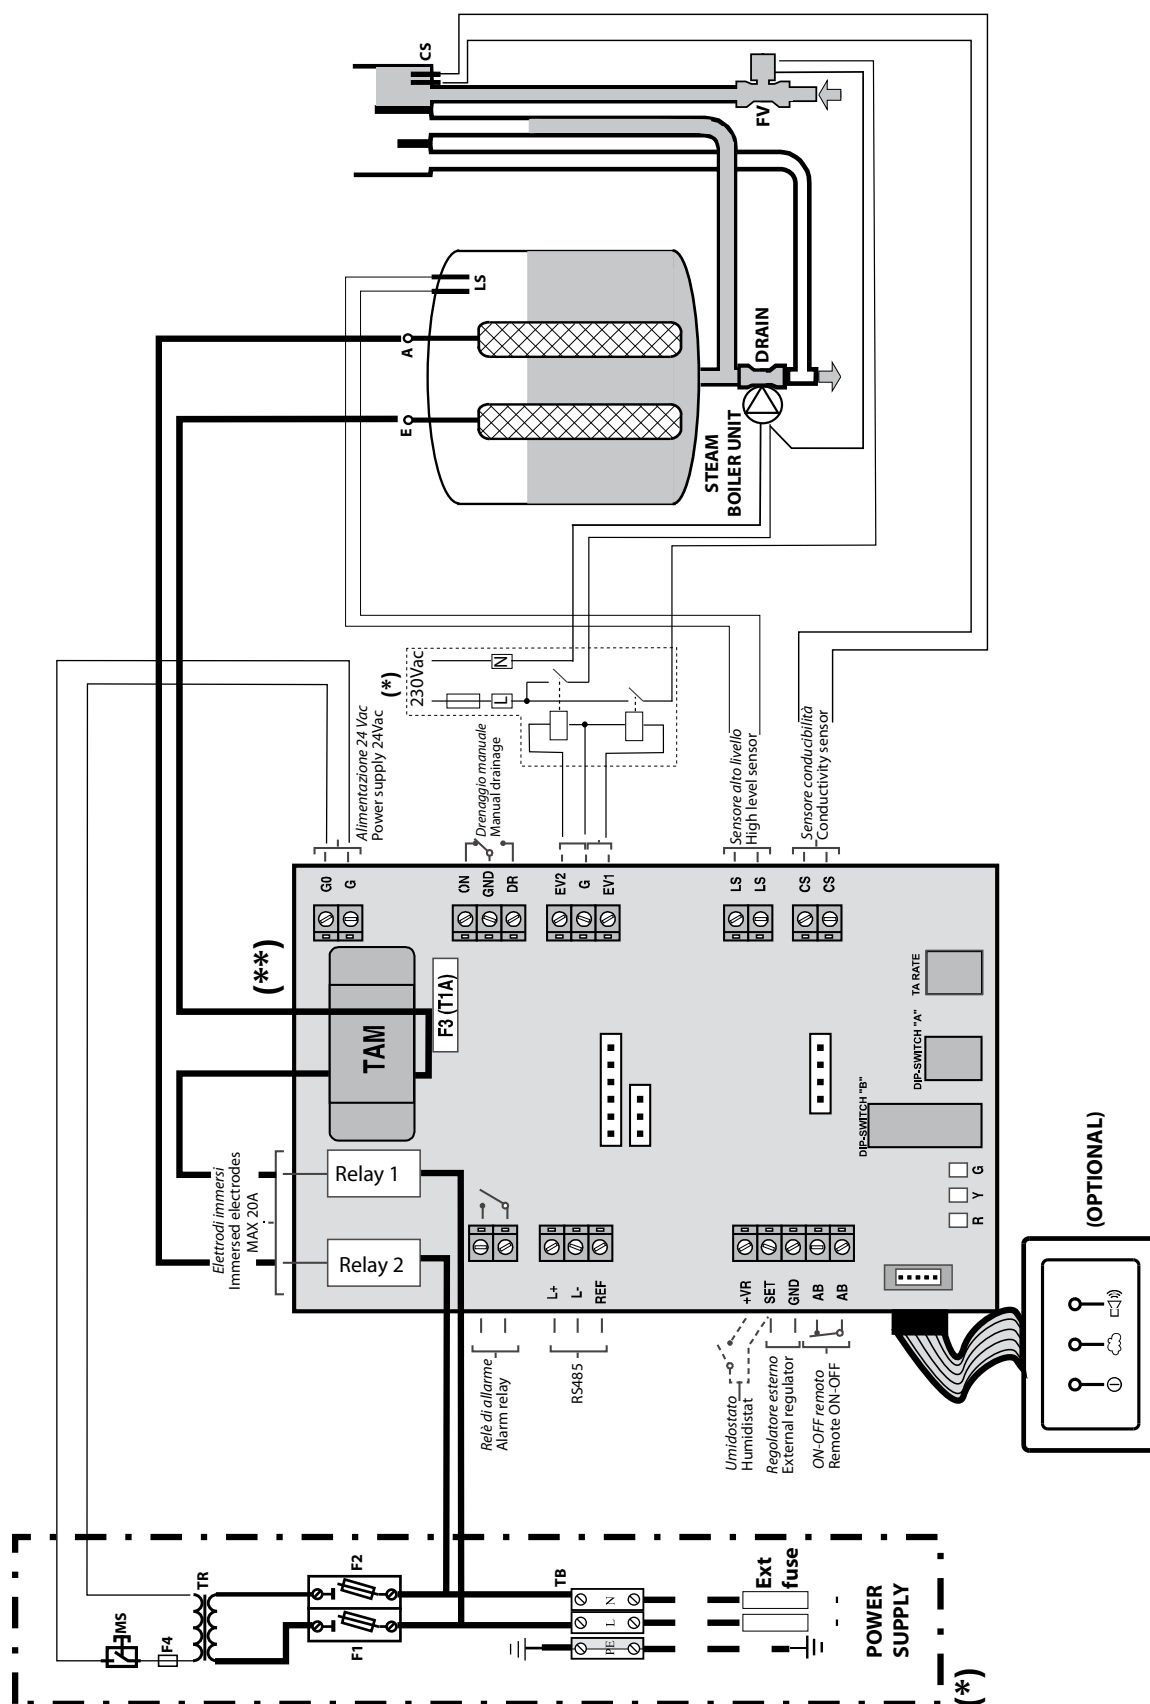 CS
FV
LS
A
E
DRAIN
STEAM
BOILER UNIT
(*)
230Vac
N
L
Alimentazione 24 Vac
Power supply 24Vac
Drenaggio manuale
Manual drainage
Sensore alto livello
High level sensor
Sensore conducibilità
Conductivity sensor
G0
G
ON
GND
DR
EV2
G
EV1
LS
LS
CS
CS
(**)
TAM
F3 (T1A)
TA RATE
DIP-SWITCH "A"
DIP-SWITCH "B"
Elettrodi immersi
Immersed electrodes
MAX 20A
Relay 1
Relay 2
R
Y
G
L+
L-
REF
+VR
SET
GND
AB
AB
Relè di allarme
Alarm relay
RS485
Umidostato
Humidistat
Regolatore esterno
External regulator
ON-OFF remoto
Remote ON-OFF
(OPTIONAL)
MS
F4
TR
F2
F1
TB
N
L
PE
Ext
fuse
POWER
SUPPLY
(*)